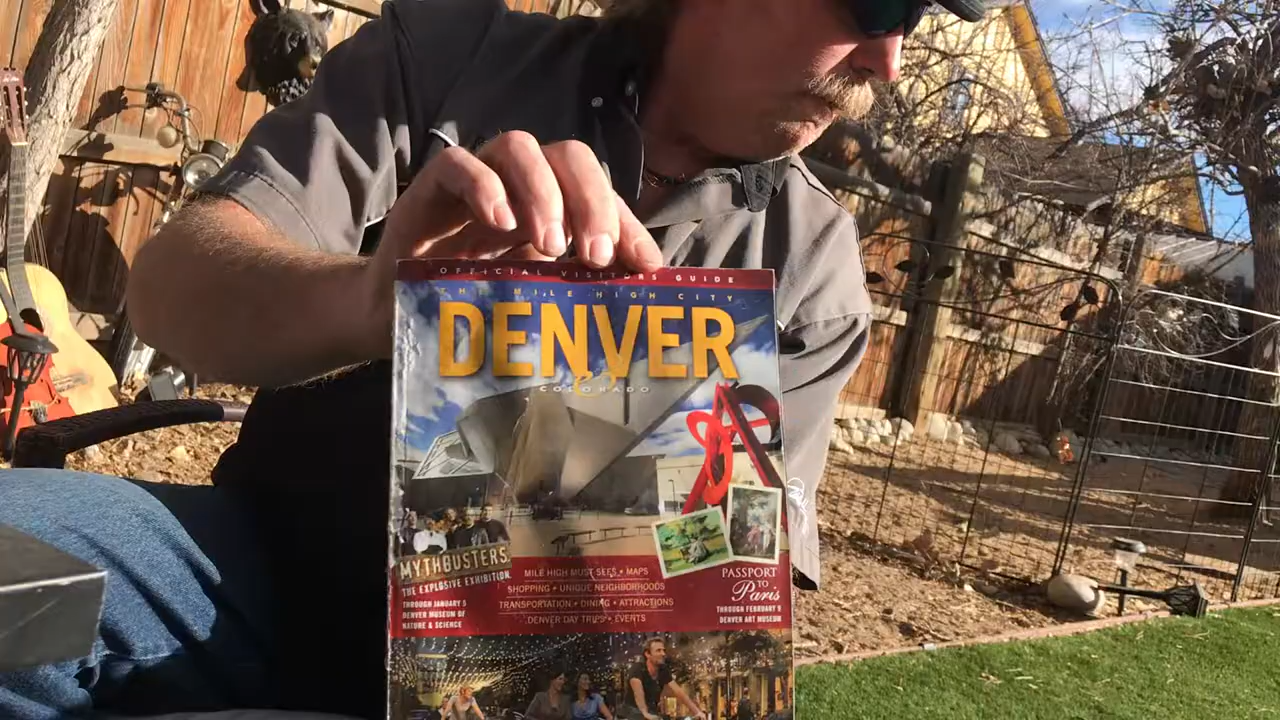 OFFICIAL VISITORS GUIDE
THE MILE HIGH CITY
DENVER
COLORADO
MYTHBUSTERS
THE EXPLOSIVE EXHIBITION
THROUGH JANUARY 5
DENVER MUSEUM OF
NATURE & SCIENCE
MILE HIGH MUST-SEES • MAPS
SHOPPING • UNIQUE NEIGHBORHOODS
TRANSPORTATION • DINING • ATTRACTIONS
DENVER DAY TRIPS • EVENTS
PASSPORT
TO
Paris
THROUGH FEBRUARY 9
DENVER ART MUSEUM